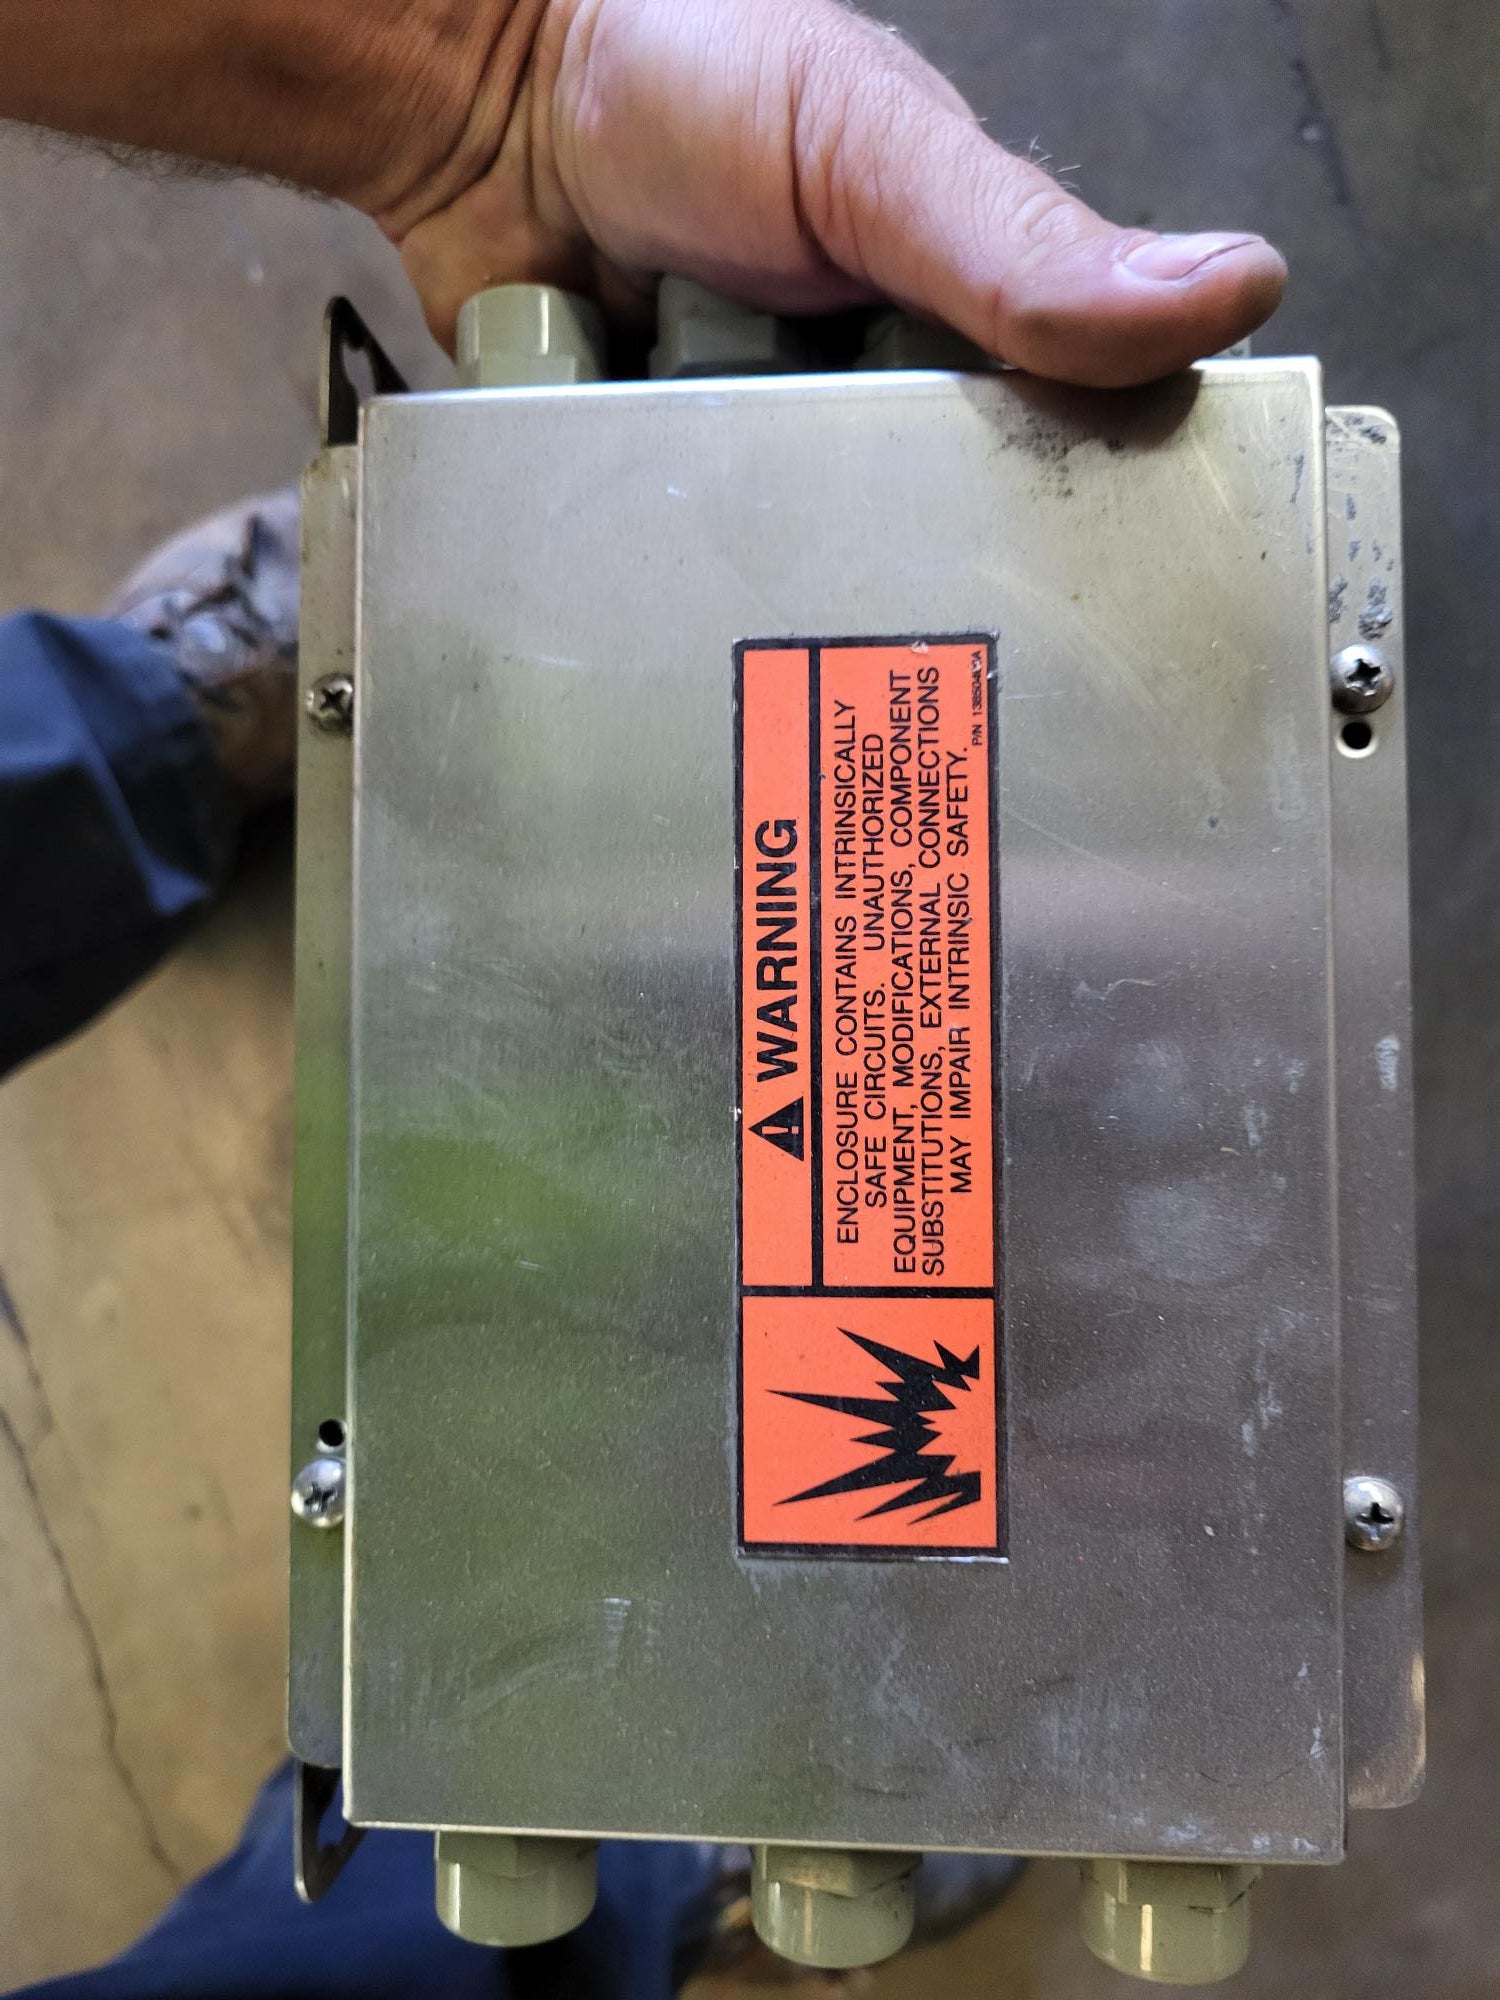 WARNING
ENCLOSURE CONTAINS INTRINSICALLY
SAFE CIRCUITS. UNAUTHORIZED
EQUIPMENT, MODIFICATIONS, COMPONENT
SUBSTITUTIONS, EXTERNAL CONNECTIONS
MAY IMPAIR INTRINSIC SAFETY.
P/N